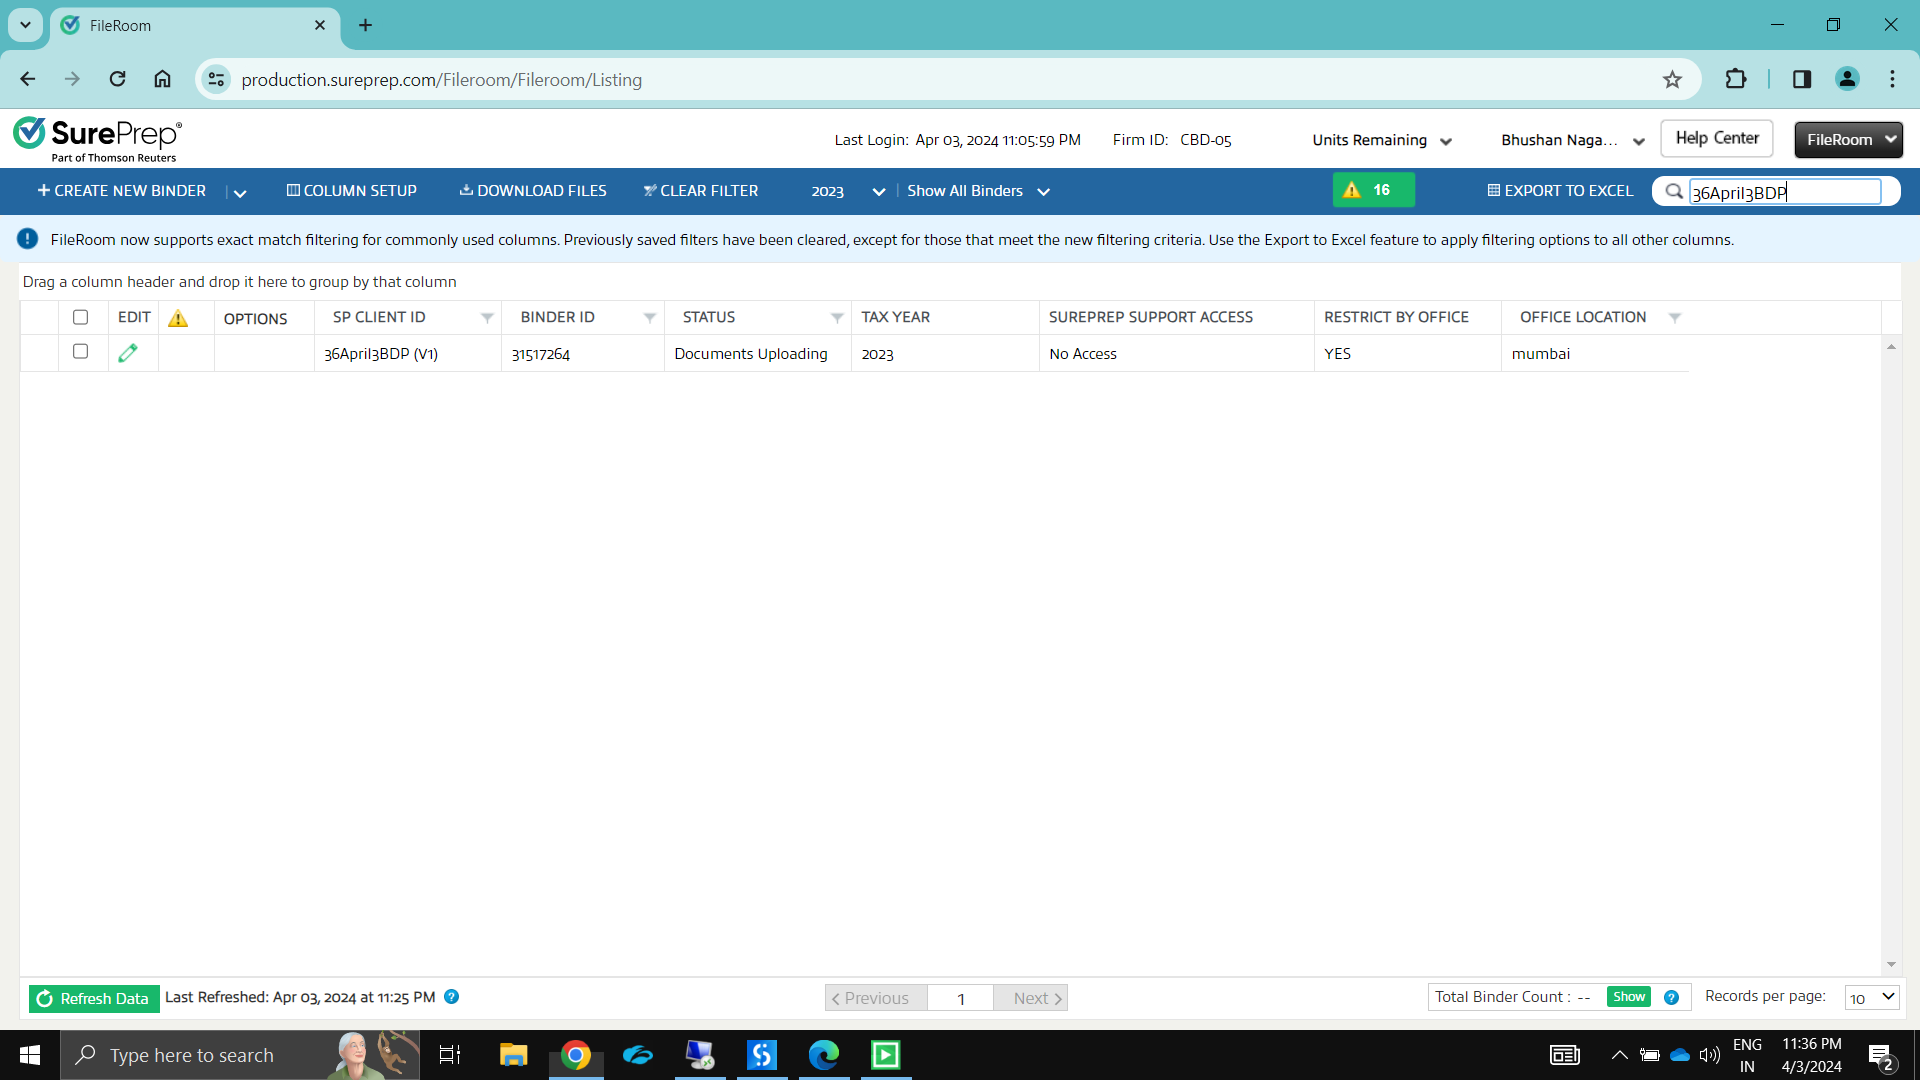 FileRoom
production.sureprep.com/Fileroom/Fileroom/Listing
SurePrep®
Part of Thomson Reuters
Last Login: Apr 03, 2024 11:05:59 PM Firm ID: CBD-05 Units Remaining Bhushan Naga... Help Center FileRoom
+ CREATE NEW BINDER | COLUMN SETUP DOWNLOAD FILES CLEAR FILTER 2023 | Show All Binders 16 EXPORT TO EXCEL 36April3BDP
FileRoom now supports exact match filtering for commonly used columns. Previously saved filters have been cleared, except for those that meet the new filtering criteria. Use the Export to Excel feature to apply filtering options to all other columns.
Drag a column header and drop it here to group by that column
EDIT OPTIONS SP CLIENT ID BINDER ID STATUS TAX YEAR SUREPREP SUPPORT ACCESS RESTRICT BY OFFICE OFFICE LOCATION
36April3BDP (V1) 31517264 Documents Uploading 2023 No Access YES mumbai
Refresh Data Last Refreshed: Apr 03, 2024 at 11:25 PM ? < Previous 1 Next > Total Binder Count : -- Show ? Records per page: 10
Type here to search ENG 11:36 PM
IN 4/3/2024 2